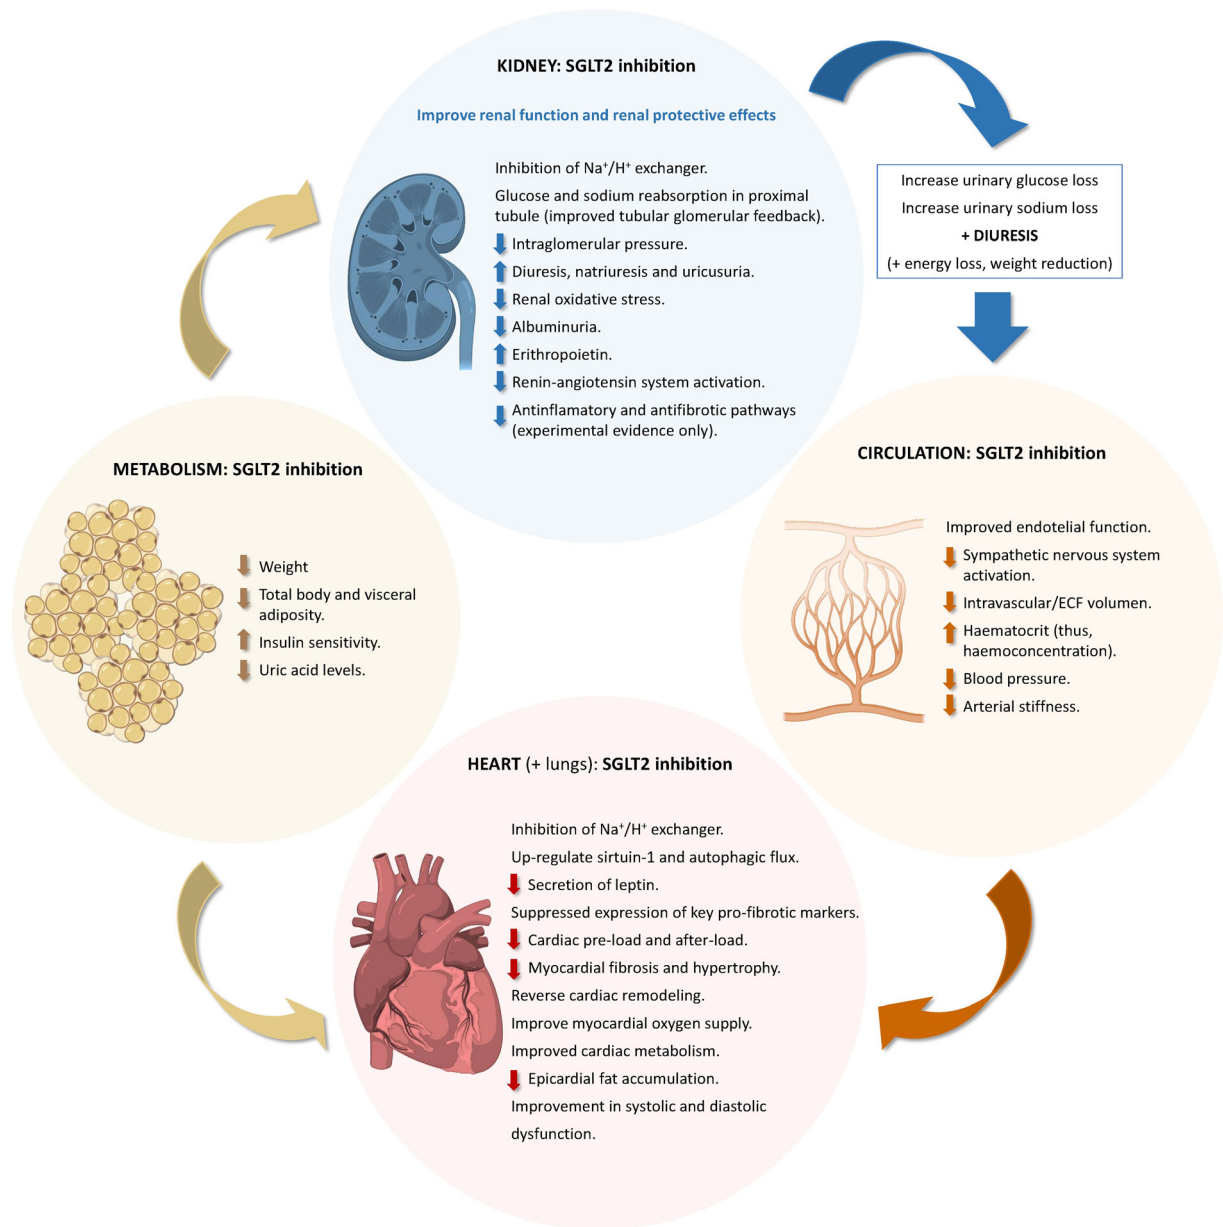 KIDNEY: SGLT2 inhibition
Improve renal function and renal protective effects
Inhibition of Na⁺/H⁺ exchanger.
Glucose and sodium reabsorption in proximal
tubule (improved tubular glomerular feedback).
Intraglomerular pressure.
Diuresis, natriuresis and uricusuria.
Renal oxidative stress.
Albuminuria.
Erithropoietin.
Renin-angiotensin system activation.
Antinflamatory and antifibrotic pathways
(experimental evidence only).
Increase urinary glucose loss
Increase urinary sodium loss
+ DIURESIS
(+ energy loss, weight reduction)
METABOLISM: SGLT2 inhibition
Weight
Total body and visceral
adiposity.
Insulin sensitivity.
Uric acid levels.
CIRCULATION: SGLT2 inhibition
Improved endotelial function.
Sympathetic nervous system
activation.
Intravascular/ECF volumen.
Haematocrit (thus,
haemoconcentration).
Blood pressure.
Arterial stiffness.
HEART (+ lungs): SGLT2 inhibition
Inhibition of Na⁺/H⁺ exchanger.
Up-regulate sirtuin-1 and autophagic flux.
Secretion of leptin.
Suppressed expression of key pro-fibrotic markers.
Cardiac pre-load and after-load.
Myocardial fibrosis and hypertrophy.
Reverse cardiac remodeling.
Improve myocardial oxygen supply.
Improved cardiac metabolism.
Epicardial fat accumulation.
Improvement in systolic and diastolic
dysfunction.